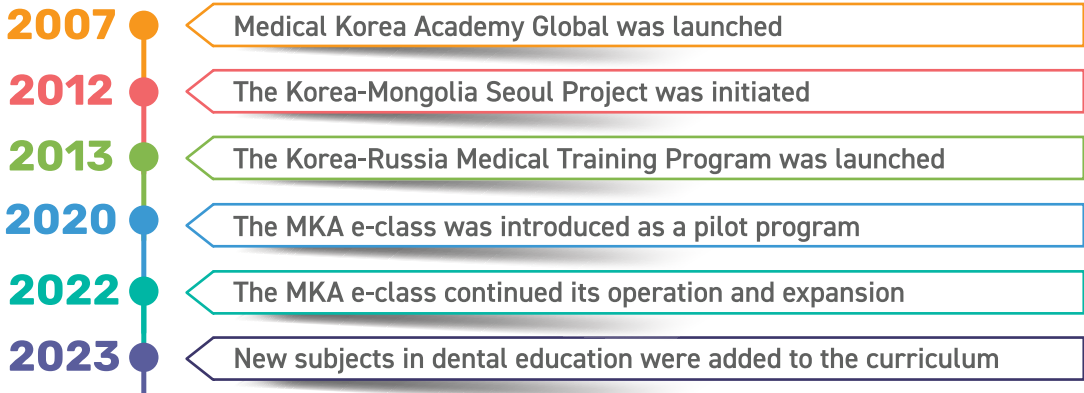 2007 Medical Korea Academy Global was launched
2012 The Korea-Mongolia Seoul Project was initiated
2013 The Korea-Russia Medical Training Program was launched
2020 The MKA e-class was introduced as a pilot program
2022 The MKA e-class continued its operation and expansion
2023 New subjects in dental education were added to the curriculum